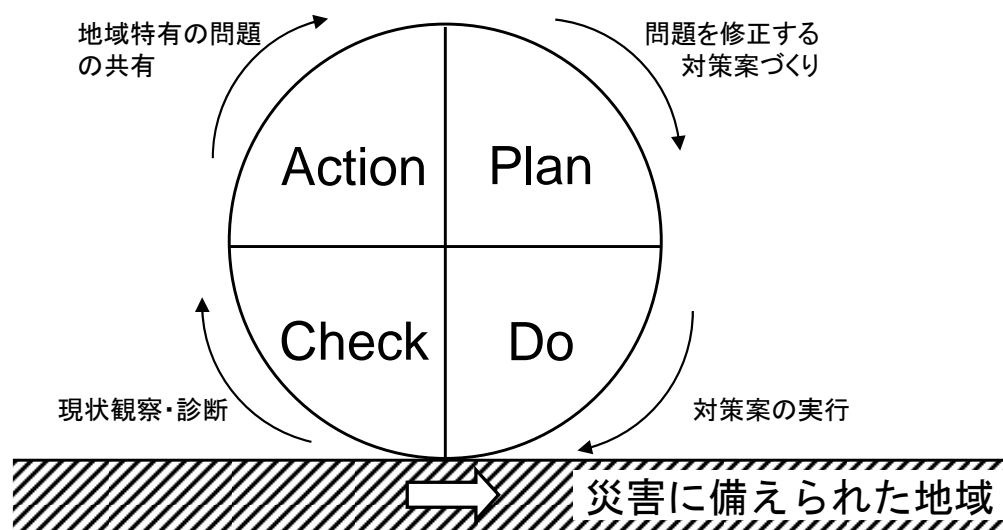 地域特有の問題
の共有
問題を修正する
対策案づくり
Action
Plan
Check
Do
現状観察・診断
対策案の実行
災害に備えられた地域